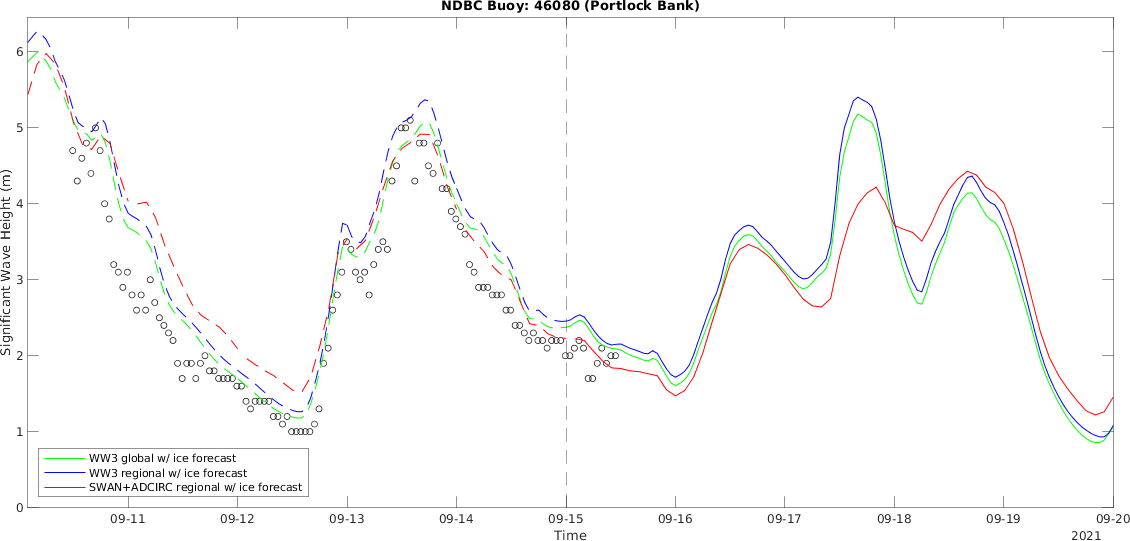 NDBC Buoy: 46080 (Portlock Bank)
Significant Wave Height (m)
6
5
4
3
2
1
0
WW3 global w/ ice forecast
WW3 regional w/ ice forecast
SWAN+ADCIRC regional w/ ice forecast
09-11 09-12 09-13 09-14 09-15 09-16 09-17 09-18 09-19 09-20
Time
2021